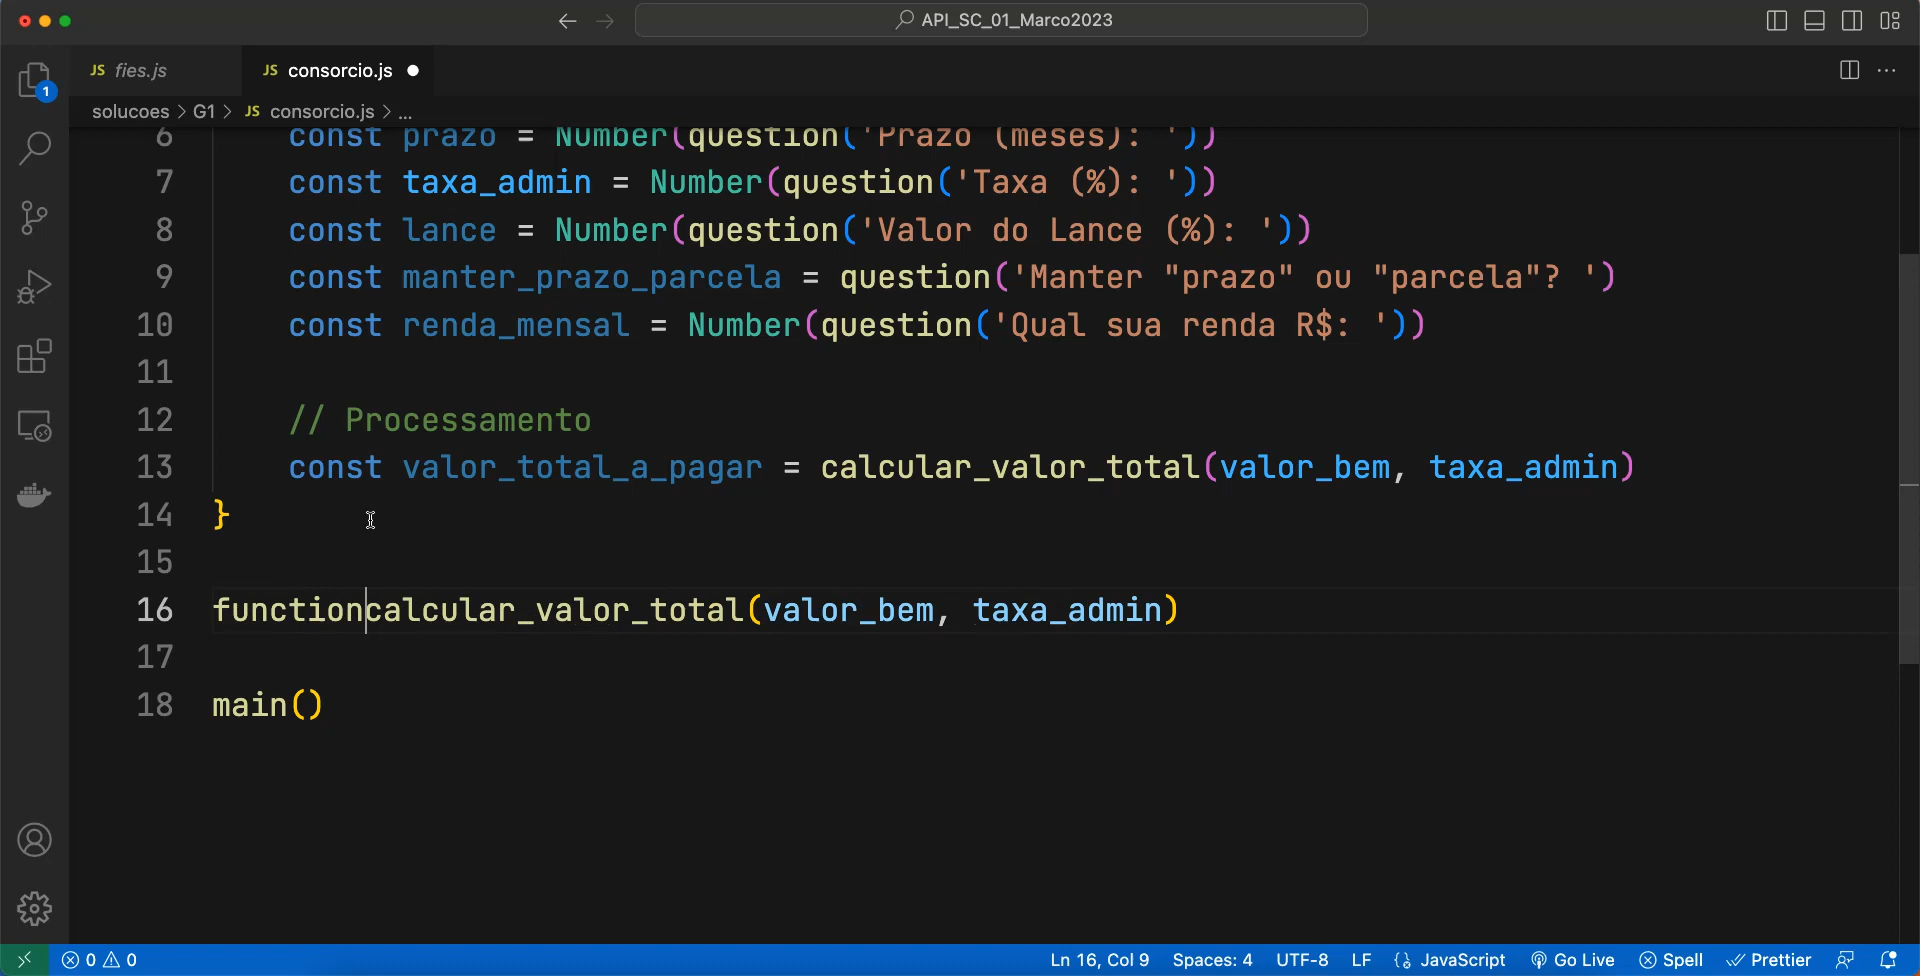 API_SC_01_Marco2023
JS fies.js
JS consorcio.js
1
solucoes > G1 > JS consorcio.js > ...
6 const prazo = Number(question('Prazo (meses): '))
7 const taxa_admin = Number(question('Taxa (%): '))
8 const lance = Number(question('Valor do Lance (%): '))
9 const manter_prazo_parcela = question('Manter "prazo" ou "parcela"? ')
10 const renda_mensal = Number(question('Qual sua renda R$: '))
11
12 // Processamento
13 const valor_total_a_pagar = calcular_valor_total(valor_bem, taxa_admin)
14 }
15
16 functioncalcular_valor_total(valor_bem, taxa_admin)
17
18 main()
0 0 Ln 16, Col 9 Spaces: 4 UTF-8 LF {} JavaScript Go Live Spell Prettier